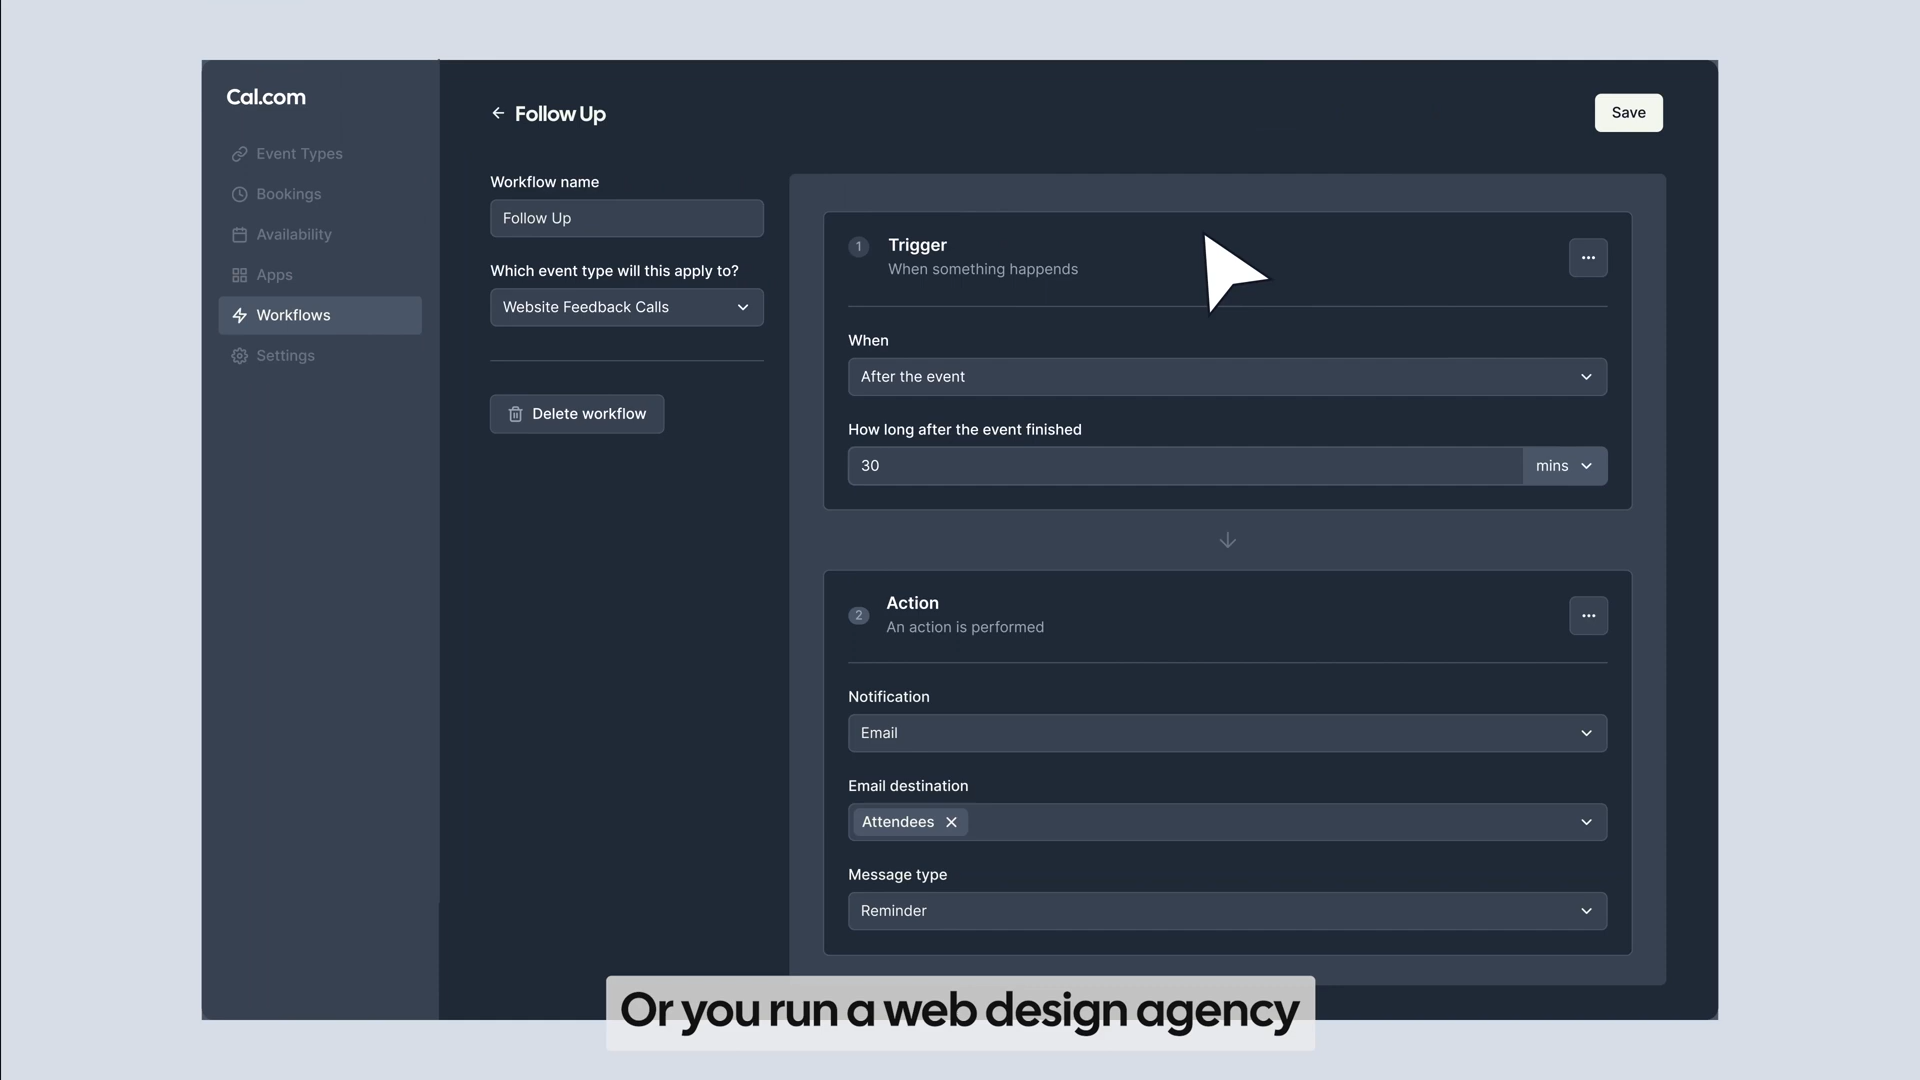 Cal.com
Event Types
Bookings
Availability
Apps
Workflows
Settings
Follow Up
Save
Workflow name
Follow Up
Which event type will this apply to?
Website Feedback Calls
Delete workflow
1
Trigger
When something happends
When
After the event
How long after the event finished
30
mins
2
Action
An action is performed
Notification
Email
Email destination
Attendees
Message type
Reminder
Or you run a web design agency